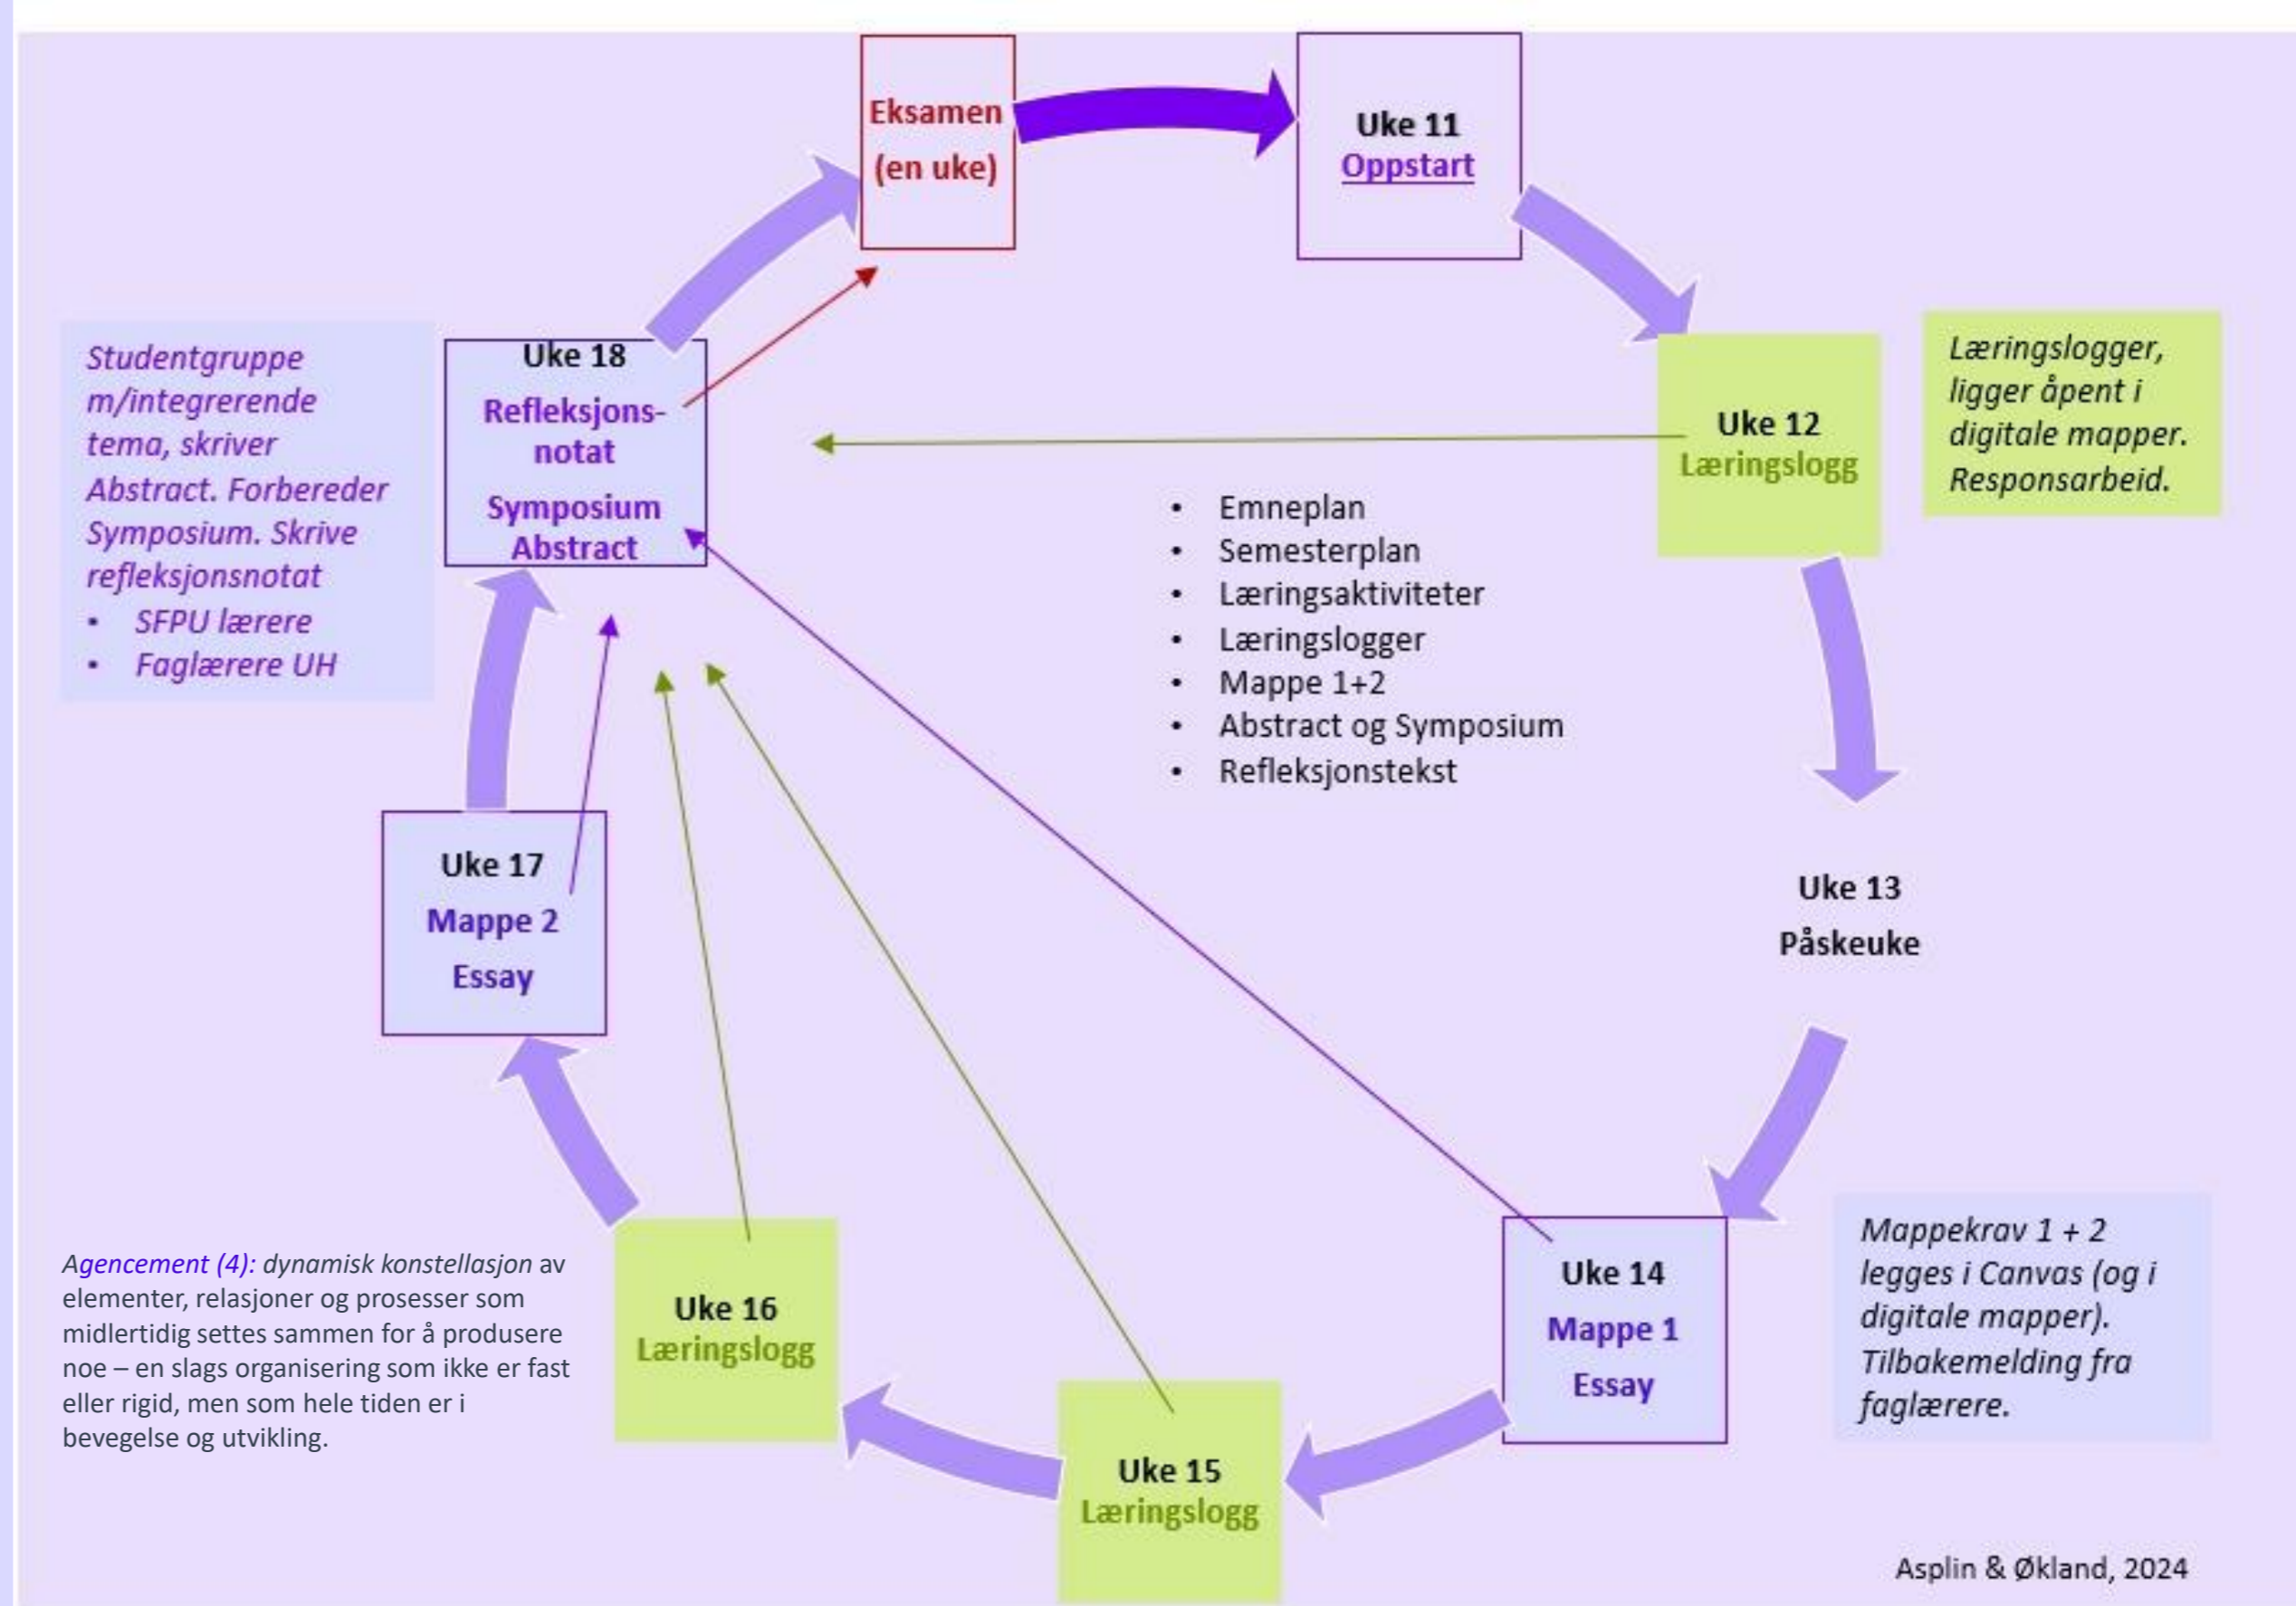 Eksamen
(en uke)
Uke 11
Oppstart
Uke 12
Læringslogg
Læringslogger,
ligger åpent i
digitale mapper.
Responsarbeid.
Uke 13
Påskeuke
Uke 14
Mappe 1
Essay
Mappekrav 1 + 2
legges i Canvas (og i
digitale mapper).
Tilbakemelding fra
faglærere.
Uke 15
Læringslogg
Uke 16
Læringslogg
Uke 17
Mappe 2
Essay
Uke 18
Refleksjons-
notat
Symposium
Abstract
Studentgruppe
m/integrerende
tema, skriver
Abstract. Forbereder
Symposium. Skrive
refleksjonsnotat
• SFPU lærere
• Faglærere UH
• Emneplan
• Semesterplan
• Læringsaktiviteter
• Læringslogger
• Mappe 1+2
• Abstract og Symposium
• Refleksjonstekst
Agencement (4): dynamisk konstellasjon av
elementer, relasjoner og prosesser som
midlertidig settes sammen for å produsere
noe – en slags organisering som ikke er fast
eller rigid, men som hele tiden er i
bevegelse og utvikling.
Asplin & Økland, 2024